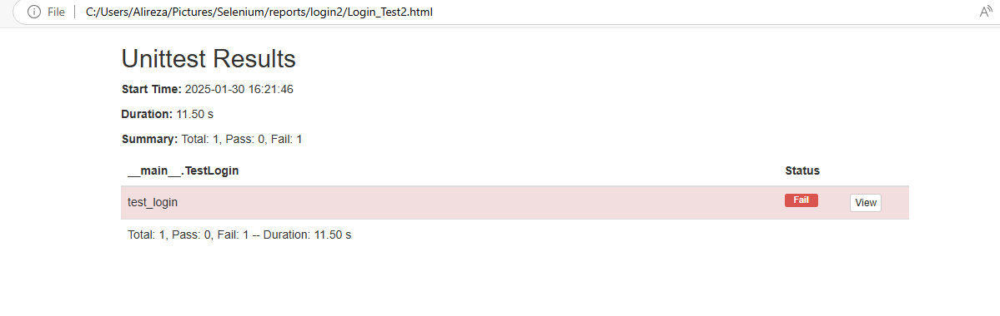 File C:/Users/Alireza/Pictures/Selenium/reports/login2/Login_Test2.html A
Unittest Results
Start Time: 2025-01-30 16:21:46
Duration: 11.50 s
Summary: Total: 1, Pass: 0, Fail: 1
__main__.TestLogin Status
test_login Fail View
Total: 1, Pass: 0, Fail: 1 -- Duration: 11.50 s